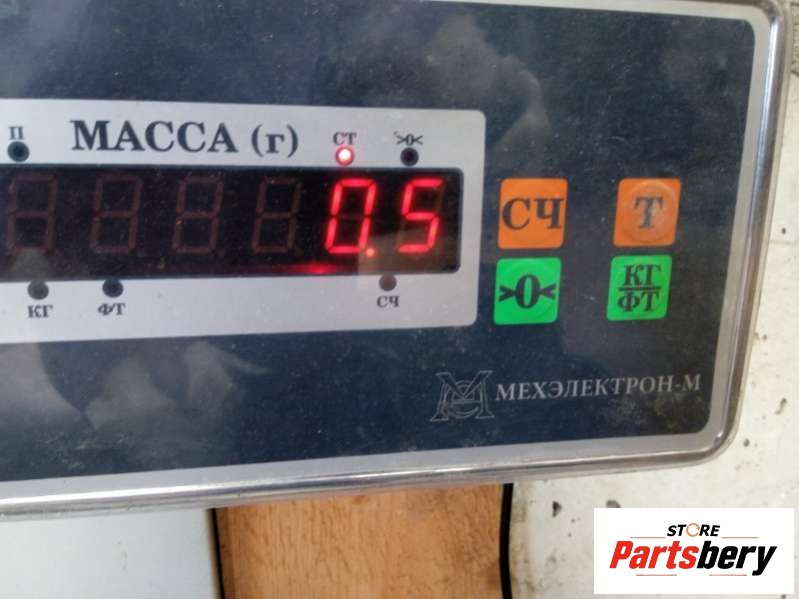 П МАССА (г) СТ >0<
0.5
КГ ФТ СЧ
СЧ Т
>0< КГ/ФТ
МЕХЭЛЕКТРОН-М
STORE
Partsbery